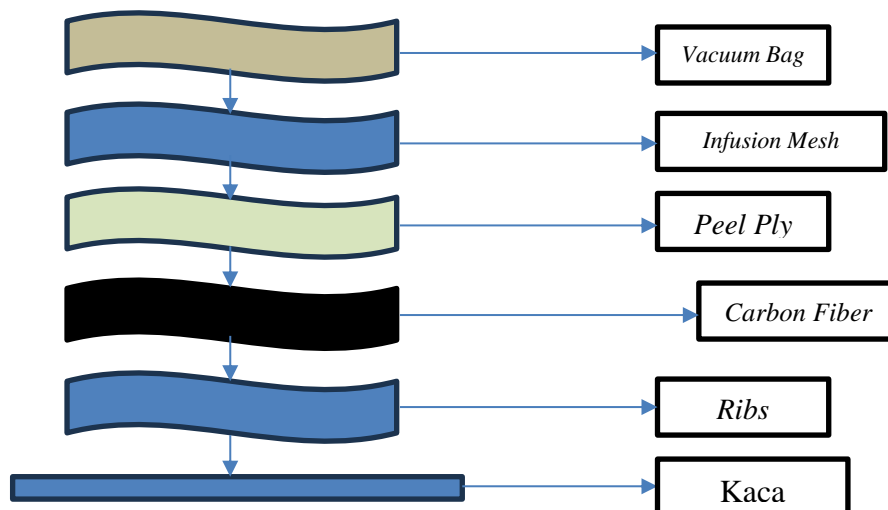 Vacuum Bag
Infusion Mesh
Peel Ply
Carbon Fiber
Ribs
Kaca